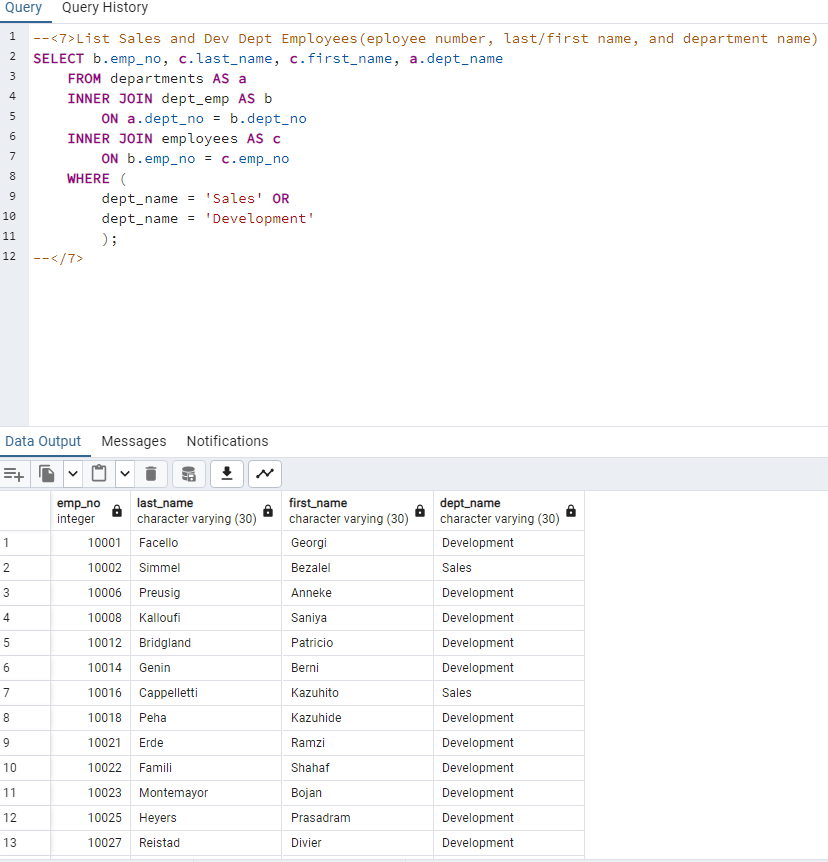 Query Query History
1 --<7>List Sales and Dev Dept Employees(eployee number, last/first name, and department name)
2 SELECT b.emp_no, c.last_name, c.first_name, a.dept_name
3 FROM departments AS a
4 INNER JOIN dept_emp AS b
5 ON a.dept_no = b.dept_no
6 INNER JOIN employees AS c
7 ON b.emp_no = c.emp_no
8 WHERE (
9 dept_name = 'Sales' OR
10 dept_name = 'Development'
11 );
12 --</7>
Data Output Messages Notifications
emp_no last_name first_name dept_name
integer character varying (30) character varying (30) character varying (30)
1 10001 Facello Georgi Development
2 10002 Simmel Bezalel Sales
3 10006 Preusig Anneke Development
4 10008 Kalloufi Saniya Development
5 10012 Bridgland Patricio Development
6 10014 Genin Berni Development
7 10016 Cappelletti Kazuhito Sales
8 10018 Peha Kazuhide Development
9 10021 Erde Ramzi Development
10 10022 Famili Shahaf Development
11 10023 Montemayor Bojan Development
12 10025 Heyers Prasadram Development
13 10027 Reistad Divier Development